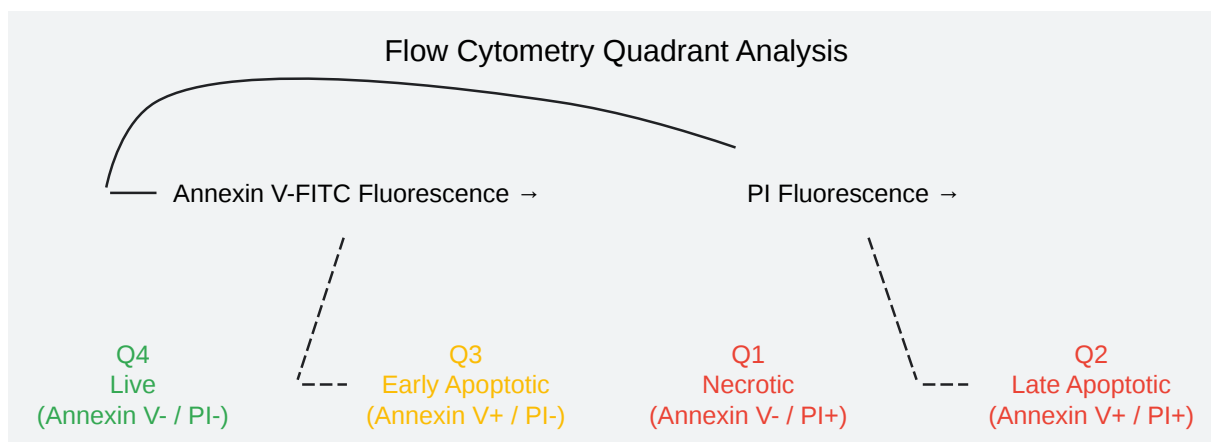 Flow Cytometry Quadrant Analysis
Annexin V-FITC Fluorescence →
PI Fluorescence →
Q4
Live
(Annexin V- / PI-)
Q3
Early Apoptotic
(Annexin V+ / PI-)
Q1
Necrotic
(Annexin V- / PI+)
Q2
Late Apoptotic
(Annexin V+ / PI+)